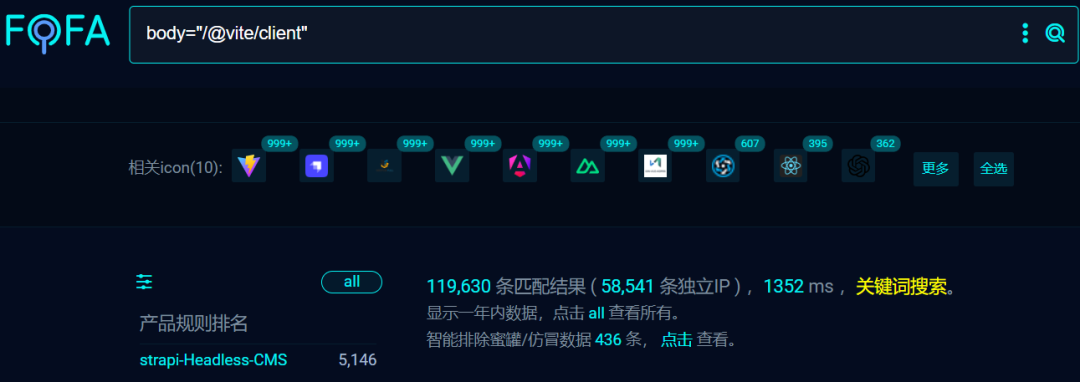 FOFA
body="/@vite/client"
999+ 999+ 999+ 999+ 999+ 999+ 999+ 607 395 362
相关icon(10): 更多 全选
all
119,630 条匹配结果 ( 58,541 条独立IP ) ，1352 ms ，关键词搜索。
显示一年内数据，点击 all 查看所有。
产品规则排名
智能排除蜜罐/仿冒数据 436 条， 点击 查看。
strapi-Headless-CMS 5,146